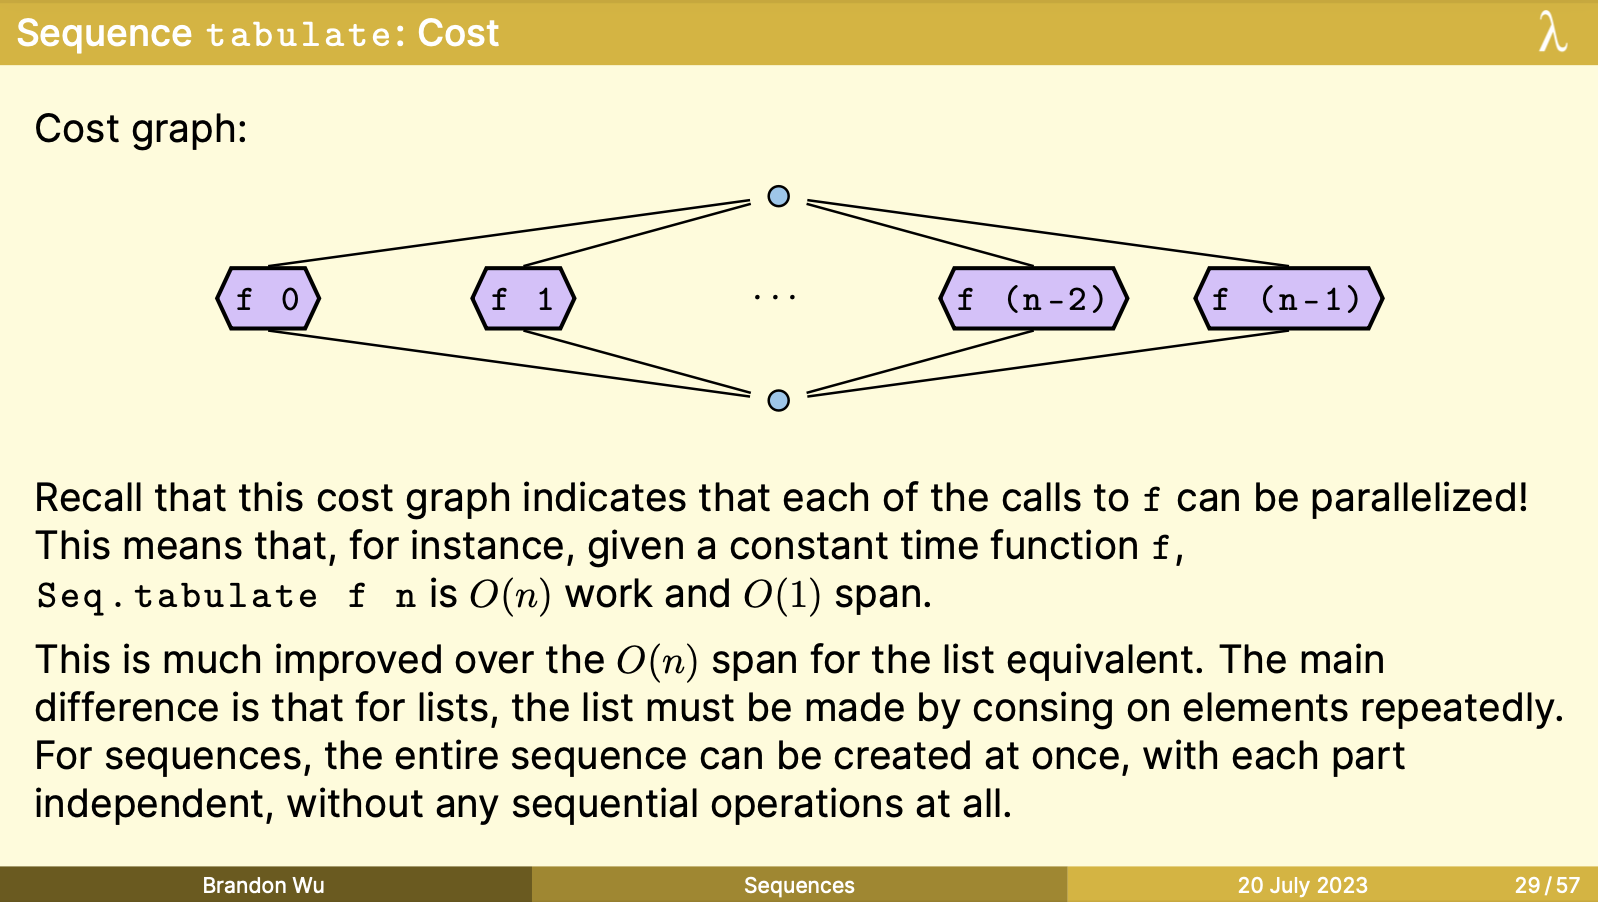 Sequence tabulate: Cost λ
Cost graph:
f 0 f 1 ··· f (n-2) f (n-1)
Recall that this cost graph indicates that each of the calls to f can be parallelized!
This means that, for instance, given a constant time function f,
Seq.tabulate f n is O(n) work and O(1) span.
This is much improved over the O(n) span for the list equivalent. The main
difference is that for lists, the list must be made by consing on elements repeatedly.
For sequences, the entire sequence can be created at once, with each part
independent, without any sequential operations at all.
Brandon Wu Sequences 20 July 2023 29/57